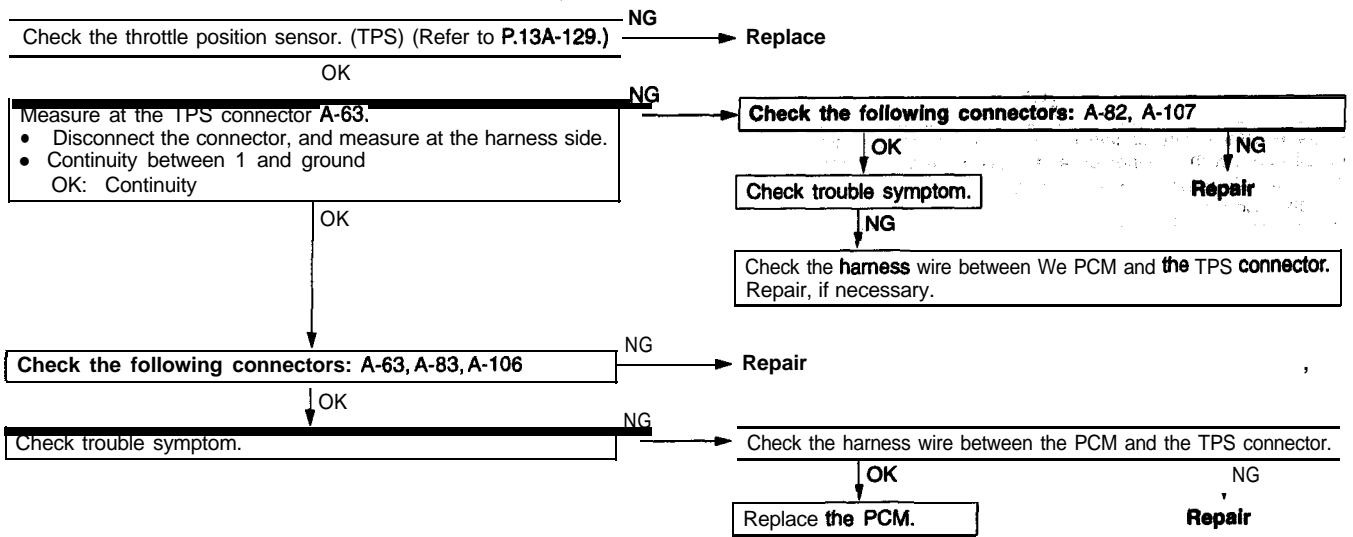 NG
Check the throttle position sensor. (TPS) (Refer to P.13A-129.)
Replace
OK
NG
Measure at the TPS connector A-63.
• Disconnect the connector, and measure at the harness side.
• Continuity between 1 and ground
OK: Continuity
Check the following connectors: A-82, A-107
OK
NG
Check trouble symptom.
Repair
NG
Check the harness wire between We PCM and the TPS connector.
Repair, if necessary.
OK
Check the following connectors: A-63, A-83, A-106
NG
Repair
OK
NG
Check trouble symptom.
Check the harness wire between the PCM and the TPS connector.
OK
NG
Replace the PCM.
Repair